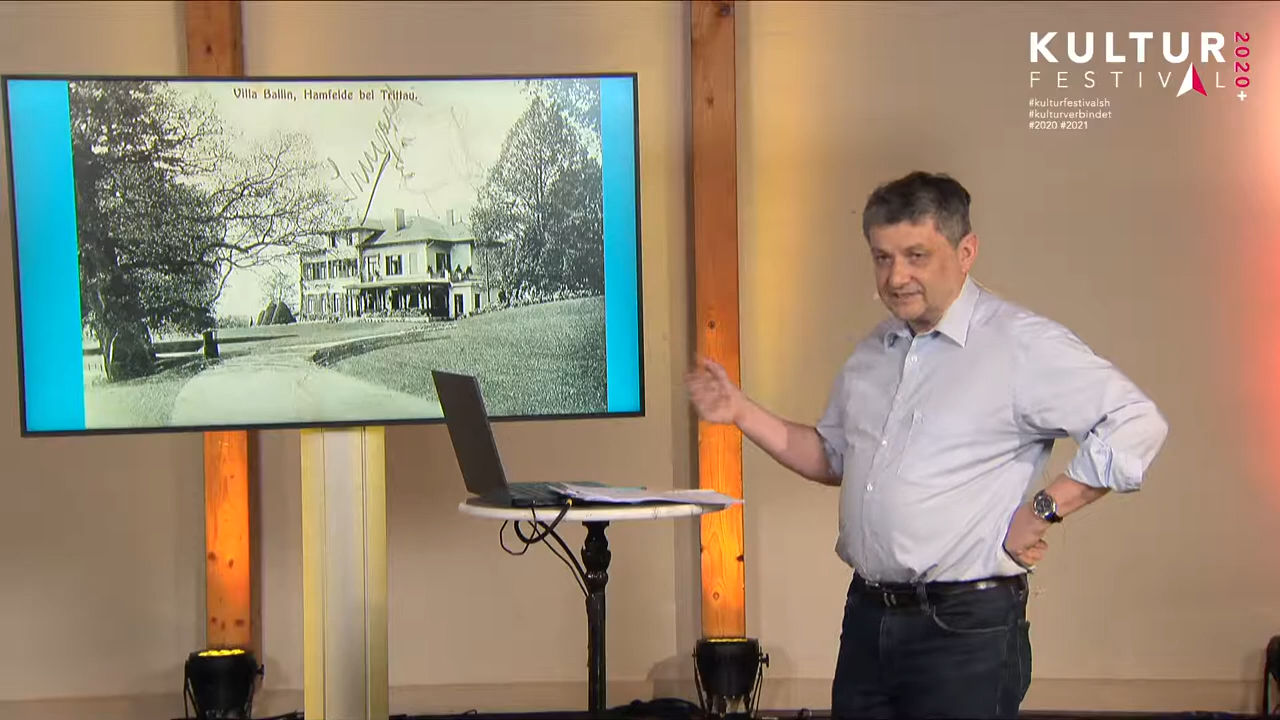 Villa Ballin, Hamfelde bei Trittau.
KULTUR
FESTIVAL
2020+
#kulturfestivalsh
#kulturverbindet
#2020 #2021